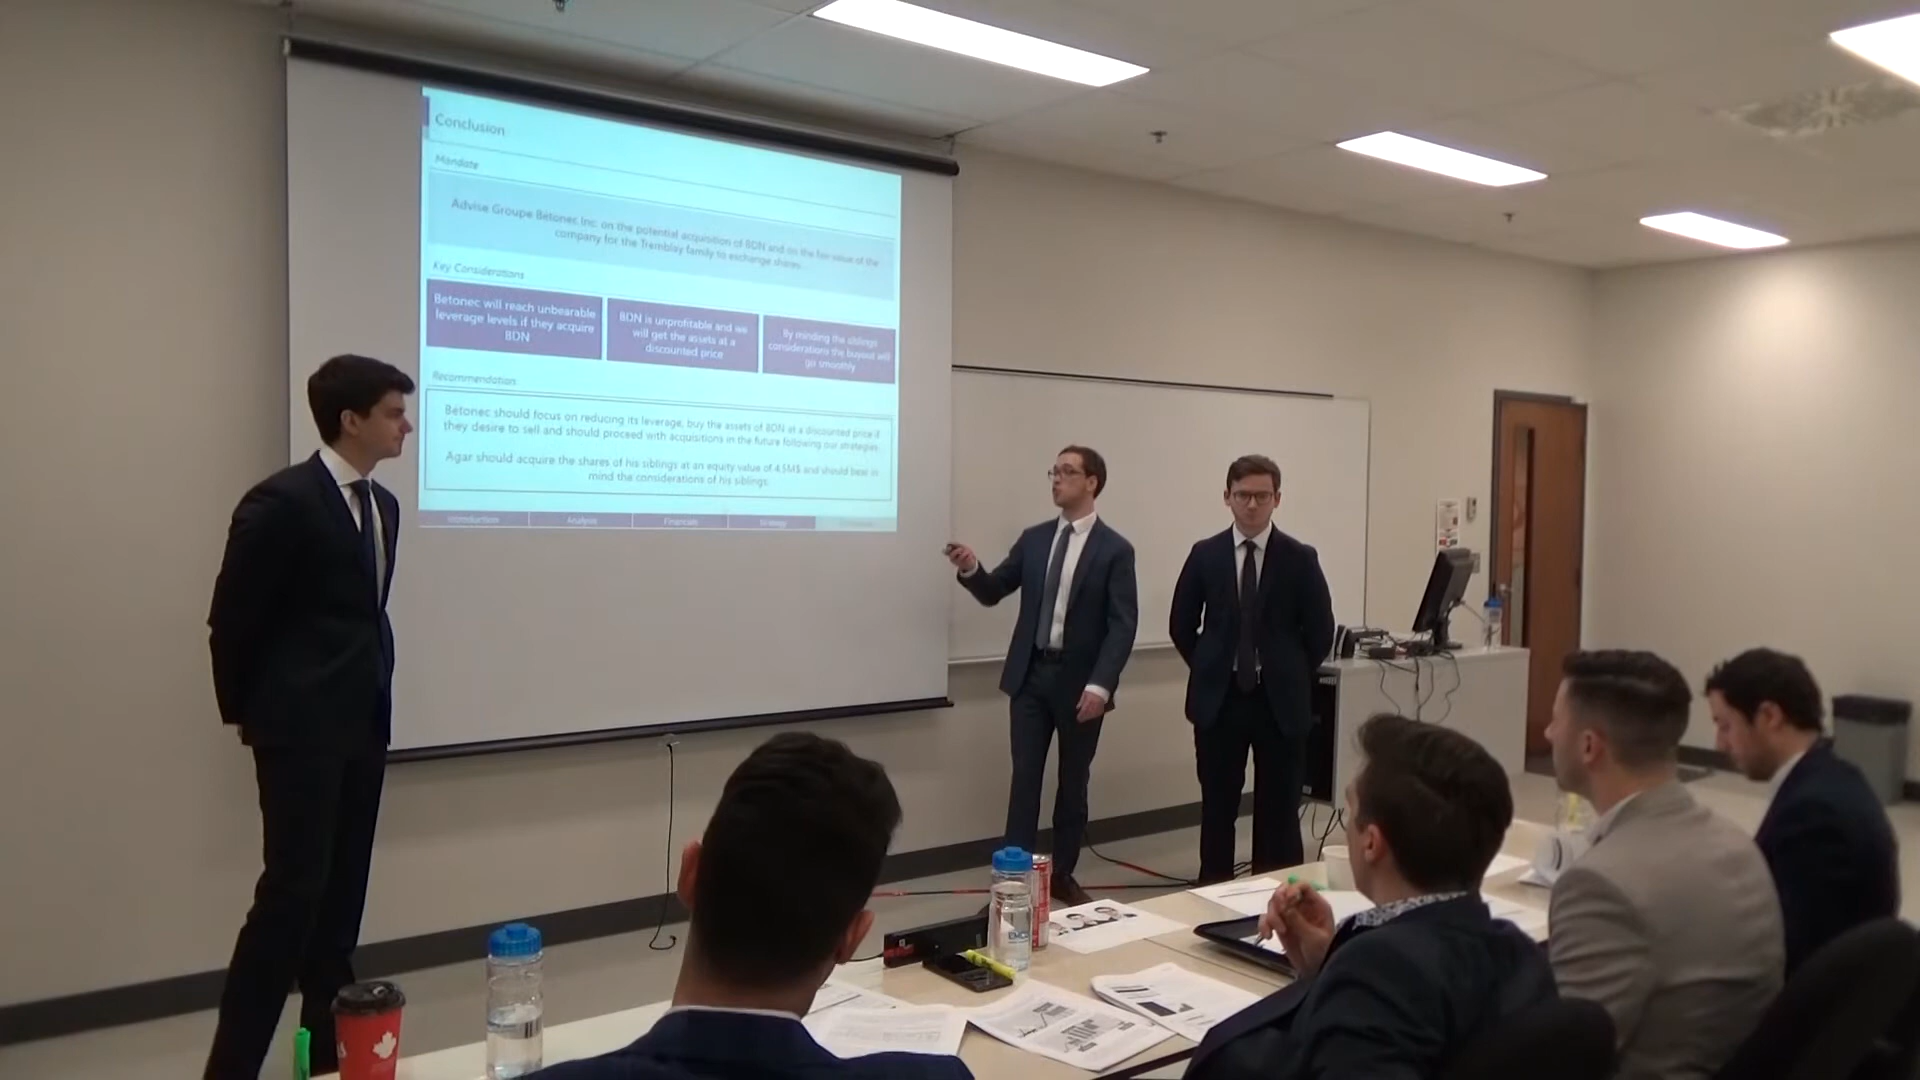 Conclusion
Mandate
Advise Groupe Bétonec Inc. on the potential acquisition of BDN and on the fair value of the
company for the Tremblay family to exchange shares.
Key Considerations
Betonec will reach unbearable
leverage levels if they acquire
BDN
BDN is unprofitable and we
will get the assets at a
discounted price
By minding the siblings
considerations the buyout will
go smoothly
Recommendation
Bétonec should focus on reducing its leverage, buy the assets of BDN at a discounted price if
they desire to sell and should proceed with acquisitions in the future following our strategies.
Agar should acquire the shares of his siblings at an equity value of 4.5M$ and should bear in
mind the considerations of his siblings.
Introduction
Analysis
Financials
Strategy